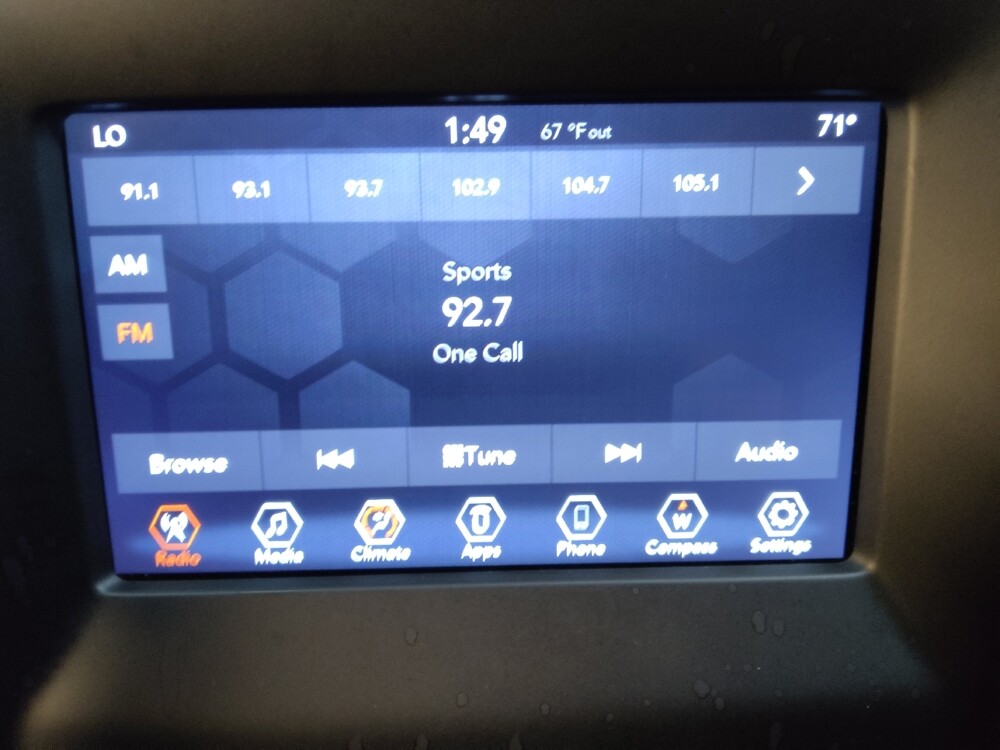 LO 1:49 67 °F out 71°
91.1 93.1 93.7 102.9 104.7 105.1
AM
FM
Sports
92.7
One Call
Browse Tune Audio
Radio Media Climate Apps Phone Compass Settings
W